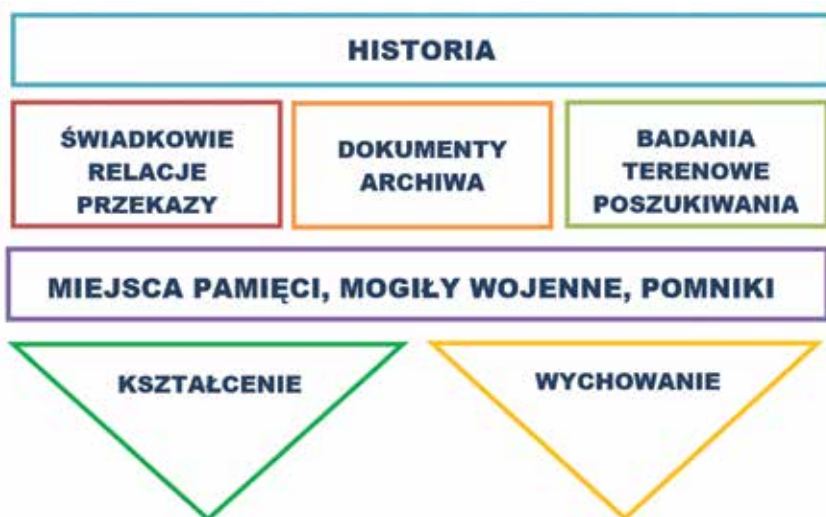 HISTORIA
ŚWIADKOWIE
RELACJE
PRZEKAZY
DOKUMENTY
ARCHIWA
BADANIA
TERENOWE
POSZUKIWANIA
MIEJSCA PAMIĘCI, MOGIŁY WOJENNE, POMNIKI
KSZTAŁCENIE
WYCHOWANIE